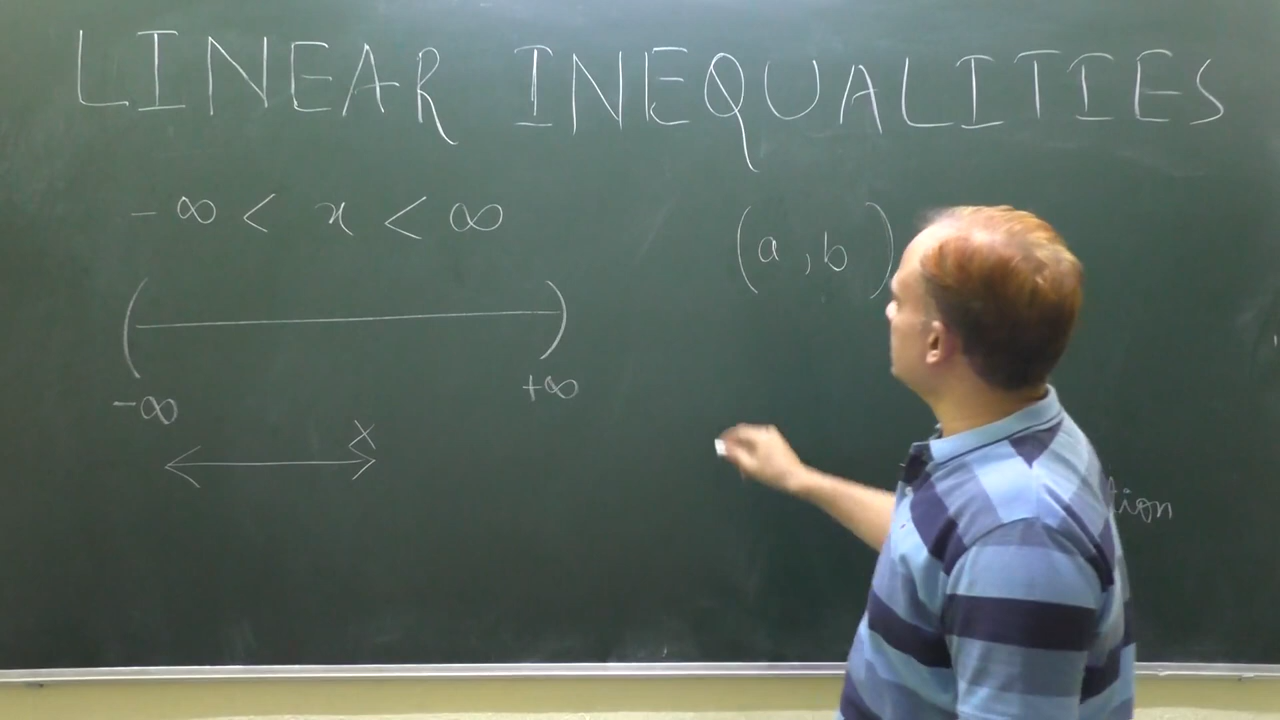 LINEAR INEQUALITIES
-∞ < x < ∞
(a, b)
-∞
+∞
x